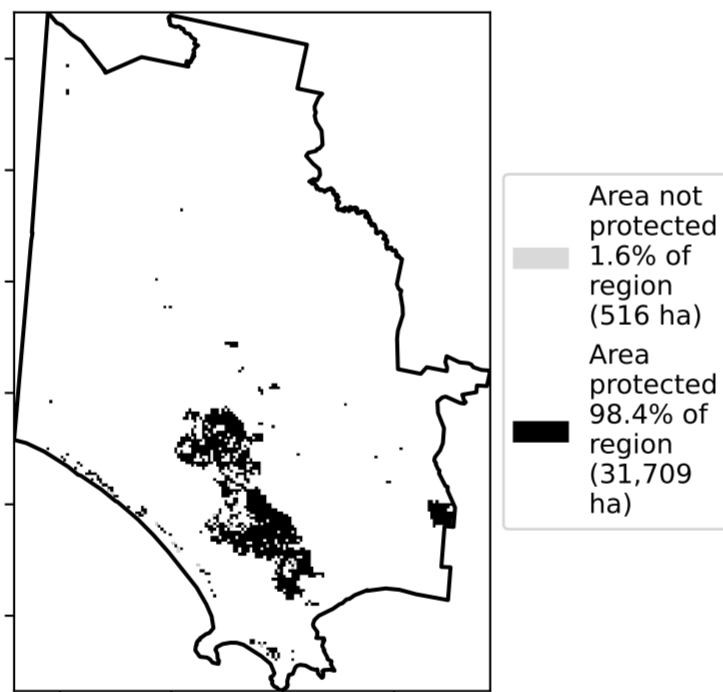 Area not
protected
1.6% of
region
(516 ha)
Area
protected
98.4% of
region
(31,709
ha)